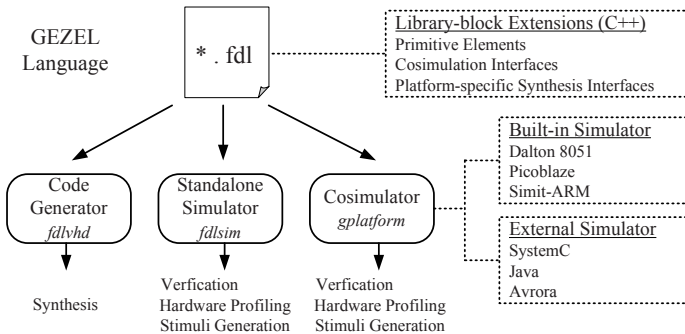 GEZEL
Language
* . fdl
Library-block Extensions (C++)
Primitive Elements
Cosimulation Interfaces
Platform-specific Synthesis Interfaces
Built-in Simulator
Dalton 8051
Picoblaze
Simit-ARM
Code
Generator
fdlvhd
Standalone
Simulator
fdlsim
Cosimulator
gplatform
External Simulator
SystemC
Java
Avrora
Synthesis
Verfication
Hardware Profiling
Stimuli Generation
Verfication
Hardware Profiling
Stimuli Generation